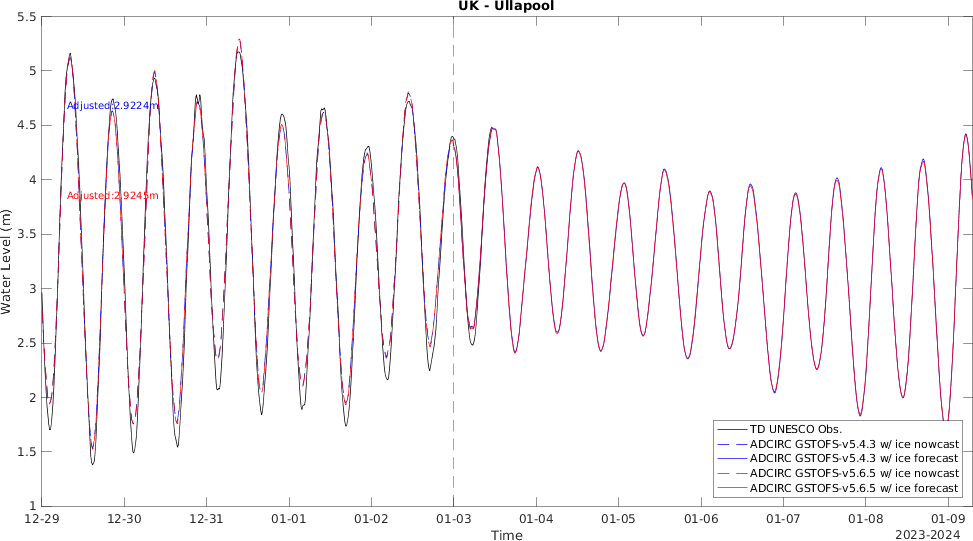 UK - Ullapool
5.5
5
4.5
4
3.5
3
2.5
2
1.5
1
Water Level (m)
Adjusted:2.9224m
Adjusted:2.9245m
TD UNESCO Obs.
ADCIRC GSTOFS-v5.4.3 w/ ice nowcast
ADCIRC GSTOFS-v5.4.3 w/ ice forecast
ADCIRC GSTOFS-v5.6.5 w/ ice nowcast
ADCIRC GSTOFS-v5.6.5 w/ ice forecast
12-29 12-30 12-31 01-01 01-02 01-03 01-04 01-05 01-06 01-07 01-08 01-09
Time
2023-2024